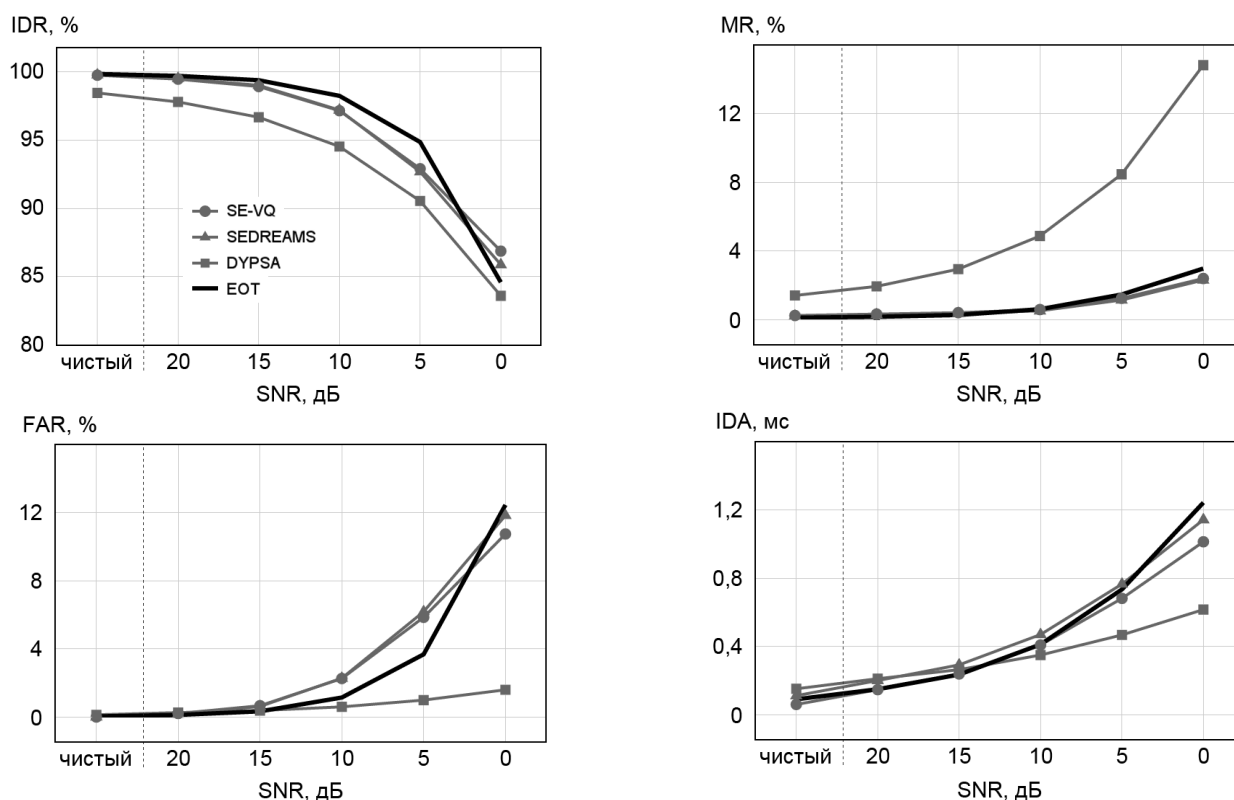 IDR, %
100
95
90
85
80
SE-VQ
SEDREAMS
DYPSA
EOT
чистый 20 15 10 5 0
SNR, дБ
MR, %
12
8
4
0
чистый 20 15 10 5 0
SNR, дБ
FAR, %
12
8
4
0
чистый 20 15 10 5 0
SNR, дБ
IDA, мс
1,2
0,8
0,4
0
чистый 20 15 10 5 0
SNR, дБ